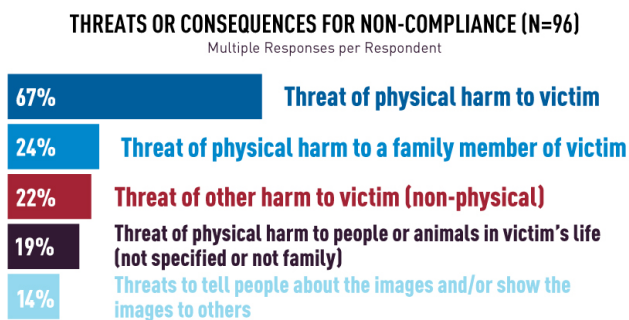 THREATS OR CONSEQUENCES FOR NON-COMPLIANCE (N=96)
Multiple Responses per Respondent
67% Threat of physical harm to victim
24% Threat of physical harm to a family member of victim
22% Threat of other harm to victim (non-physical)
19% Threat of physical harm to people or animals in victim's life
(not specified or not family)
14% Threats to tell people about the images and/or show the
images to others